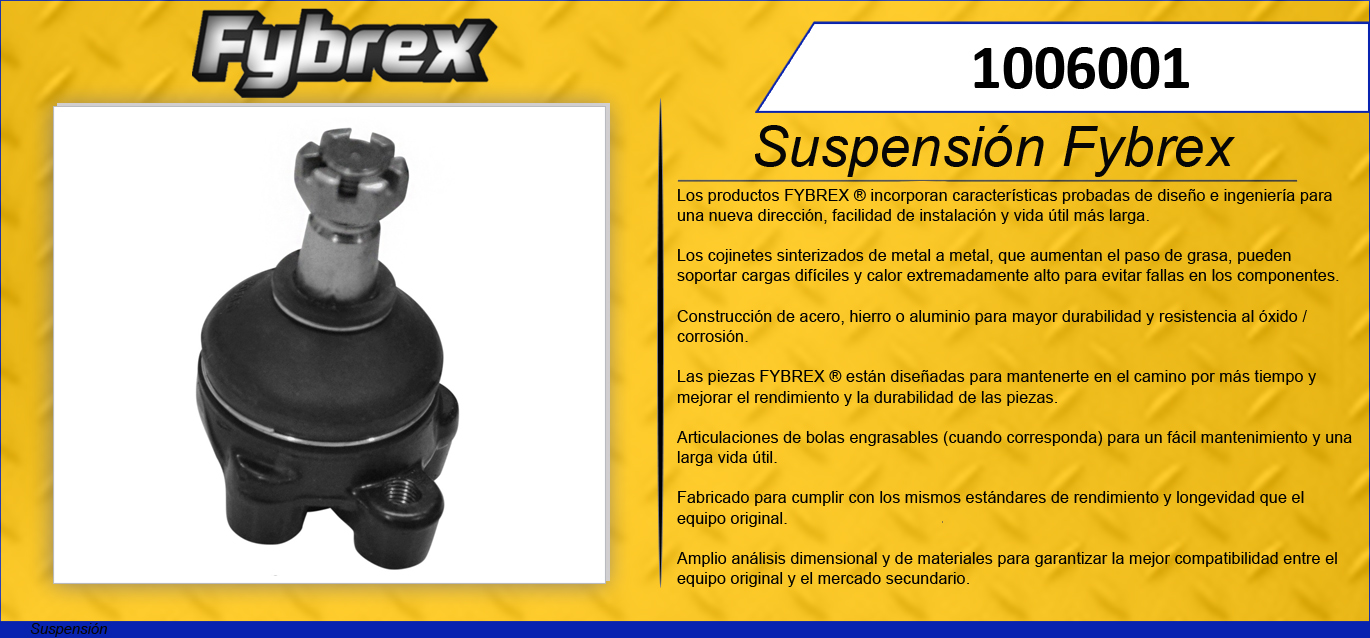 Fybrex
1006001
Suspensión Fybrex
Los productos FYBREX ® incorporan características probadas de diseño e ingeniería para
una nueva dirección, facilidad de instalación y vida útil más larga.
Los cojinetes sinterizados de metal a metal, que aumentan el paso de grasa, pueden
soportar cargas difíciles y calor extremadamente alto para evitar fallas en los componentes.
Construcción de acero, hierro o aluminio para mayor durabilidad y resistencia al óxido /
corrosión.
Las piezas FYBREX ® están diseñadas para mantenerte en el camino por más tiempo y
mejorar el rendimiento y la durabilidad de las piezas.
Articulaciones de bolas engrasables (cuando corresponda) para un fácil mantenimiento y una
larga vida útil.
Fabricado para cumplir con los mismos estándares de rendimiento y longevidad que el
equipo original.
Amplio análisis dimensional y de materiales para garantizar la mejor compatibilidad entre el
equipo original y el mercado secundario.
Suspensión